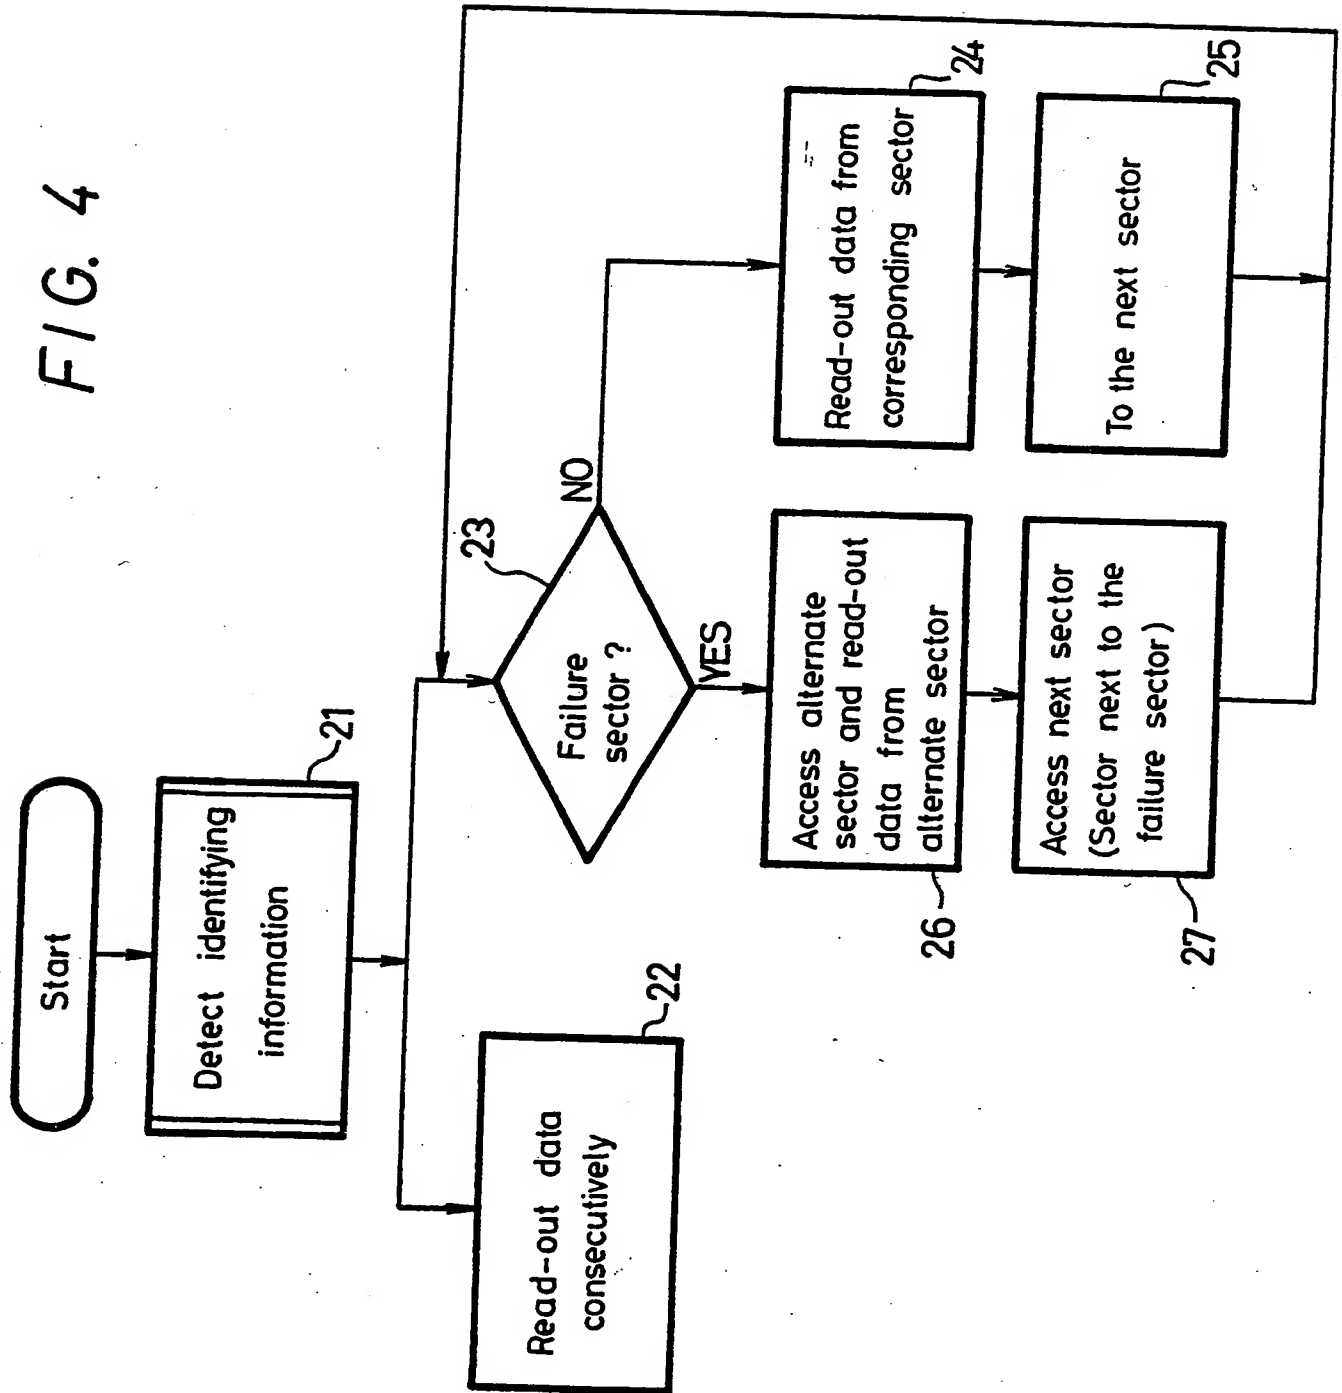 FIG. 4
Start
Detect identifying
information
21
Read-out data
consecutively
22
Failure
sector ?
23
NO
YES
Read-out data from
corresponding sector
24
To the next sector
25
Access alternate
sector and read-out
data from
alternate sector
26
Access next sector
(Sector next to the
failure sector)
27